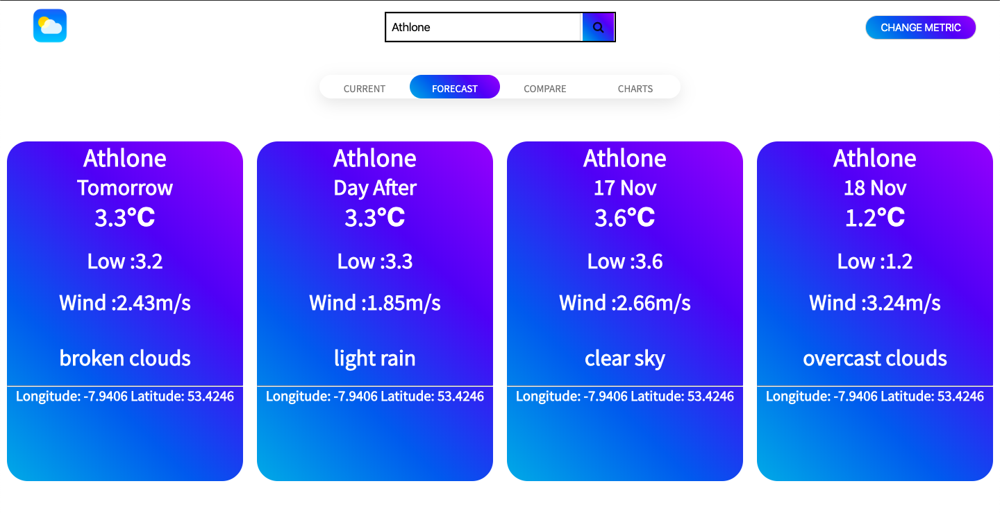 Athlone
CHANGE METRIC
CURRENT
FORECAST
COMPARE
CHARTS
Athlone
Tomorrow
3.3°C
Low :3.2
Wind :2.43m/s
broken clouds
Longitude: -7.9406 Latitude: 53.4246
Athlone
Day After
3.3°C
Low :3.3
Wind :1.85m/s
light rain
Longitude: -7.9406 Latitude: 53.4246
Athlone
17 Nov
3.6°C
Low :3.6
Wind :2.66m/s
clear sky
Longitude: -7.9406 Latitude: 53.4246
Athlone
18 Nov
1.2°C
Low :1.2
Wind :3.24m/s
overcast clouds
Longitude: -7.9406 Latitude: 53.4246